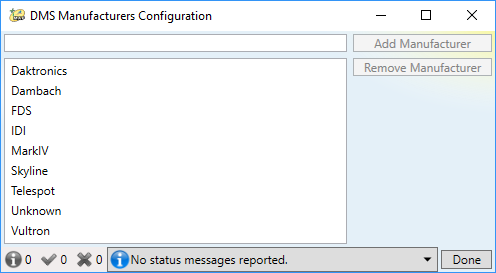 DMS Manufacturers Configuration
Add Manufacturer
Remove Manufacturer
Daktronics
Dambach
FDS
IDI
MarkIV
Skyline
Telespot
Unknown
Vultron
0 0 0 No status messages reported. Done